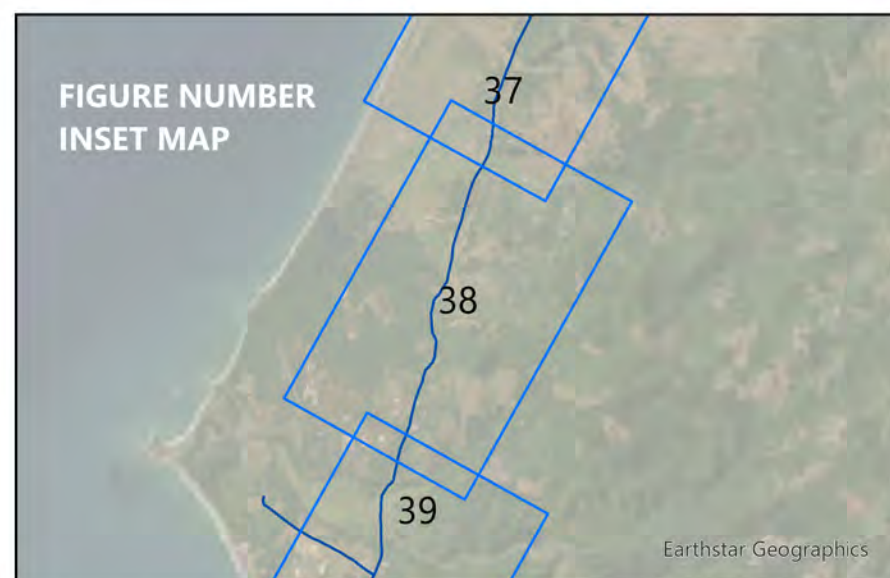 FIGURE NUMBER
INSET MAP
37
38
39
Earthstar Geographics